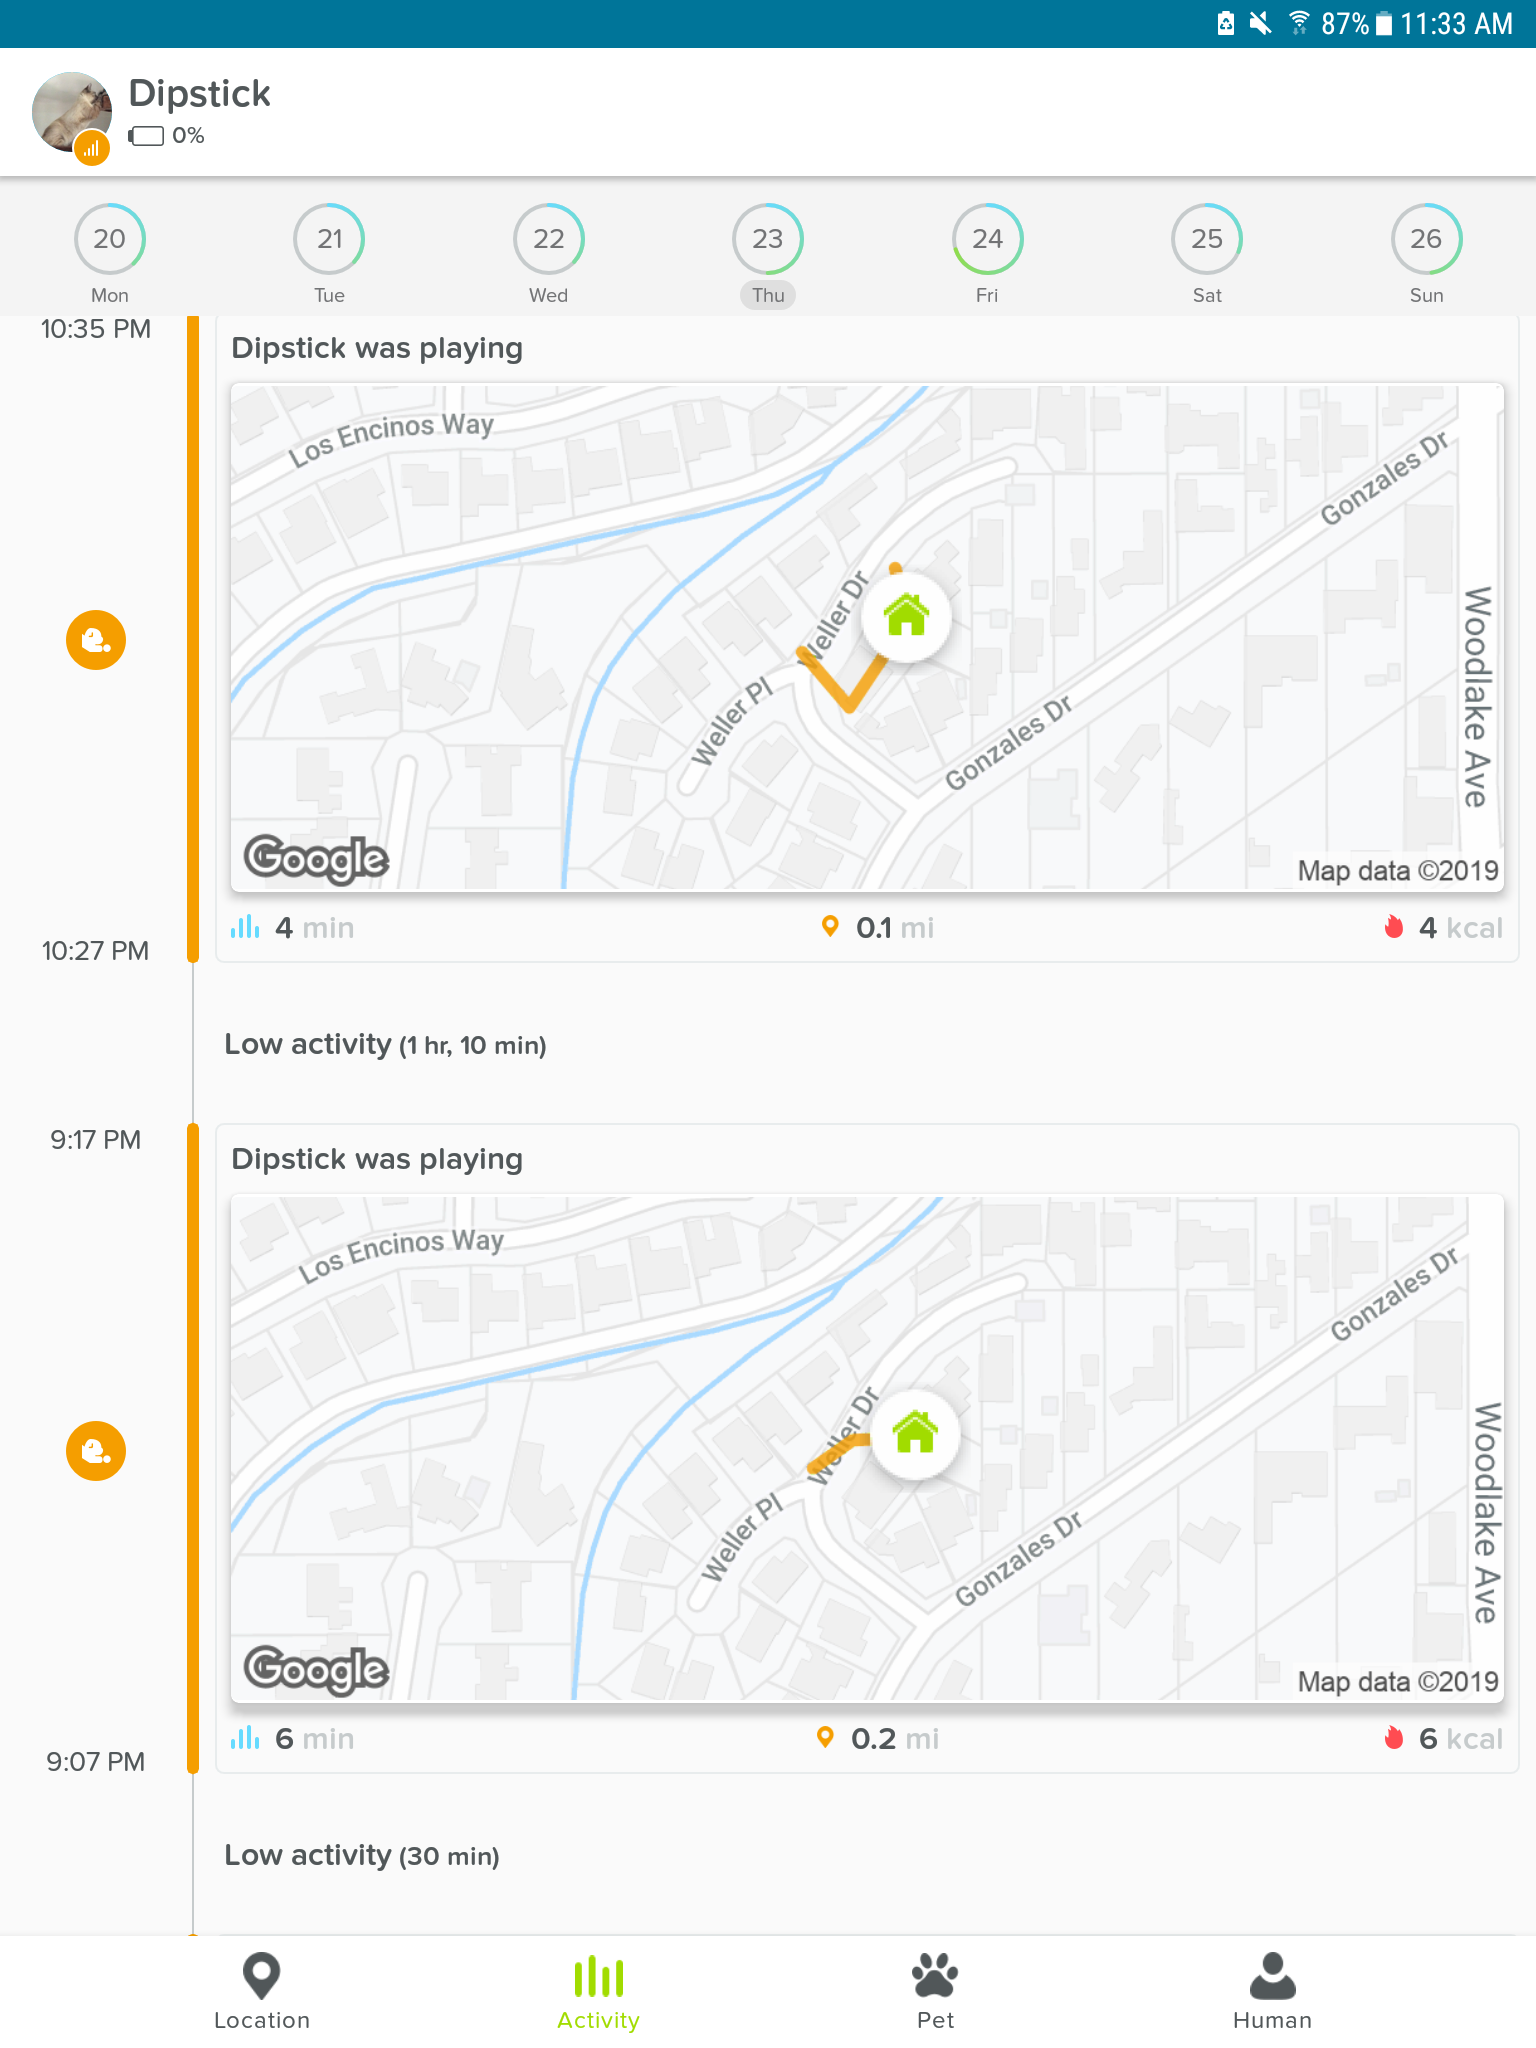 87% 11:33 AM
Dipstick
0%
20 21 22 23 24 25 26
Mon Tue Wed Thu Fri Sat Sun
10:35 PM
Dipstick was playing
Los Encinos Way
Gonzales Dr
Weller Dr
Woodlake Ave
Weller Pl
Gonzales Dr
Google
Map data ©2019
4 min 0.1 mi 4 kcal
10:27 PM
Low activity (1 hr, 10 min)
9:17 PM
Dipstick was playing
Los Encinos Way
Gonzales Dr
Weller Dr
Woodlake Ave
Weller Pl
Gonzales Dr
Google
Map data ©2019
6 min 0.2 mi 6 kcal
9:07 PM
Low activity (30 min)
Location Activity Pet Human